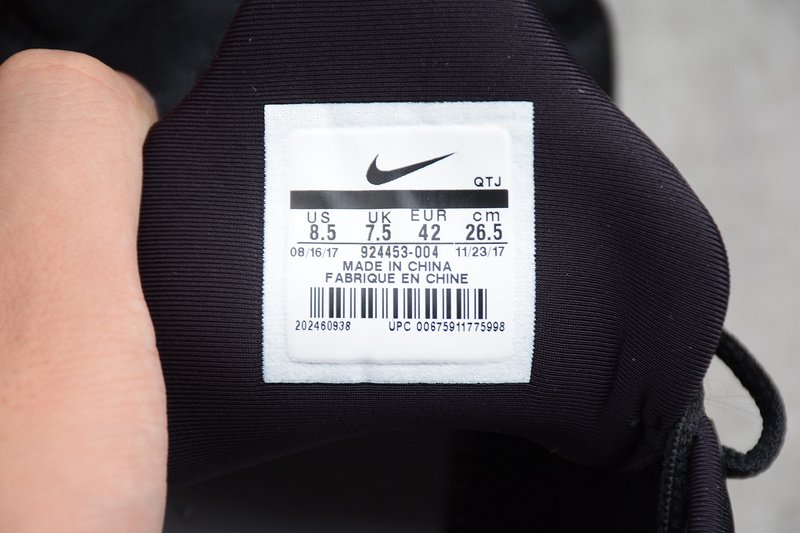 QTJ
US UK EUR cm
8.5 7.5 42 26.5
08/16/17 924453-004 11/23/17
MADE IN CHINA
FABRIQUE EN CHINE
202460938 UPC 00675911775998